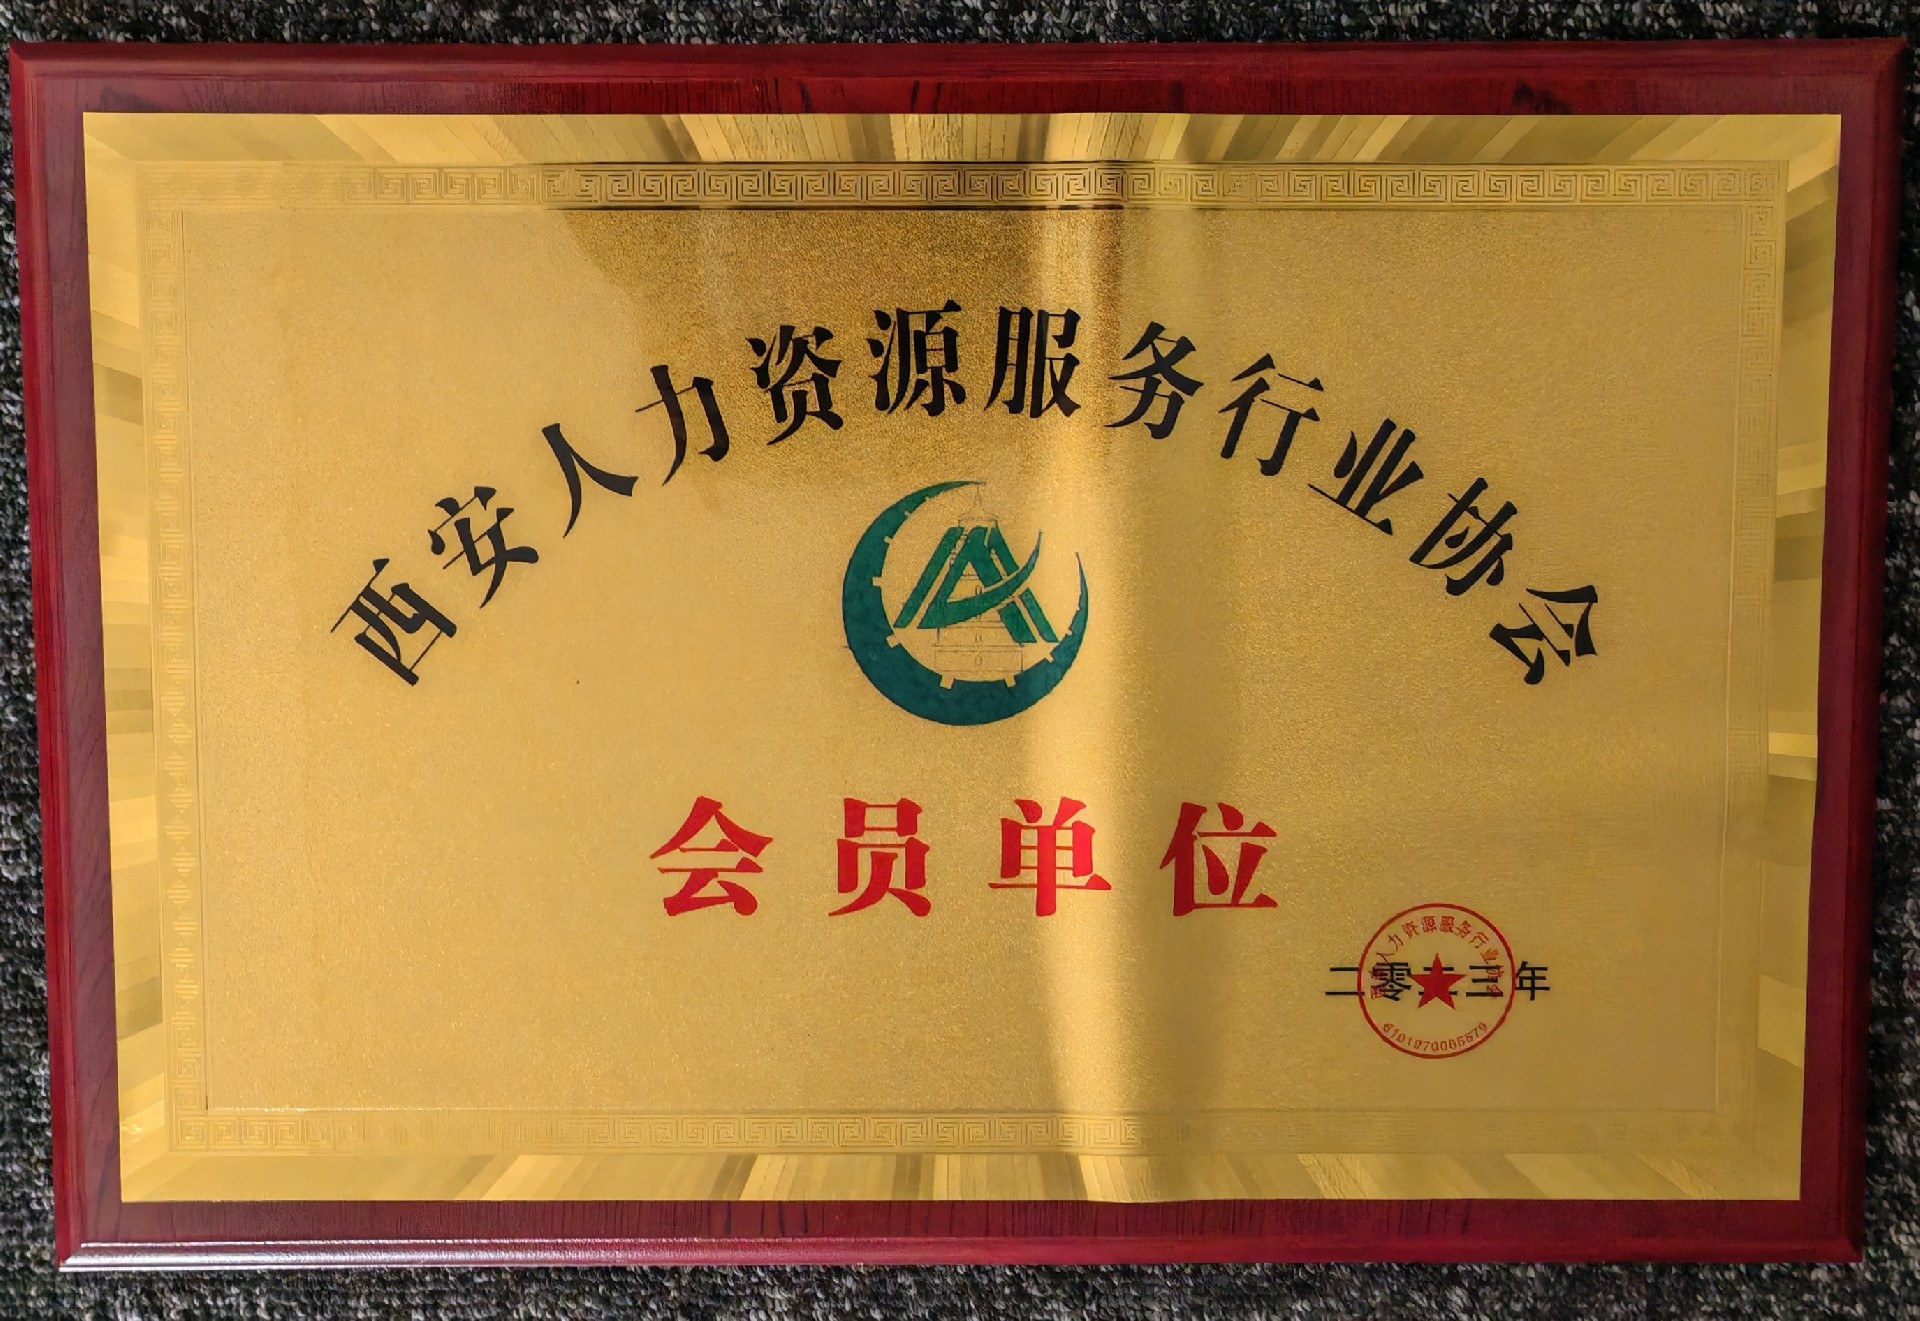 西安人力资源服务行业协会
会员单位
二零二三年